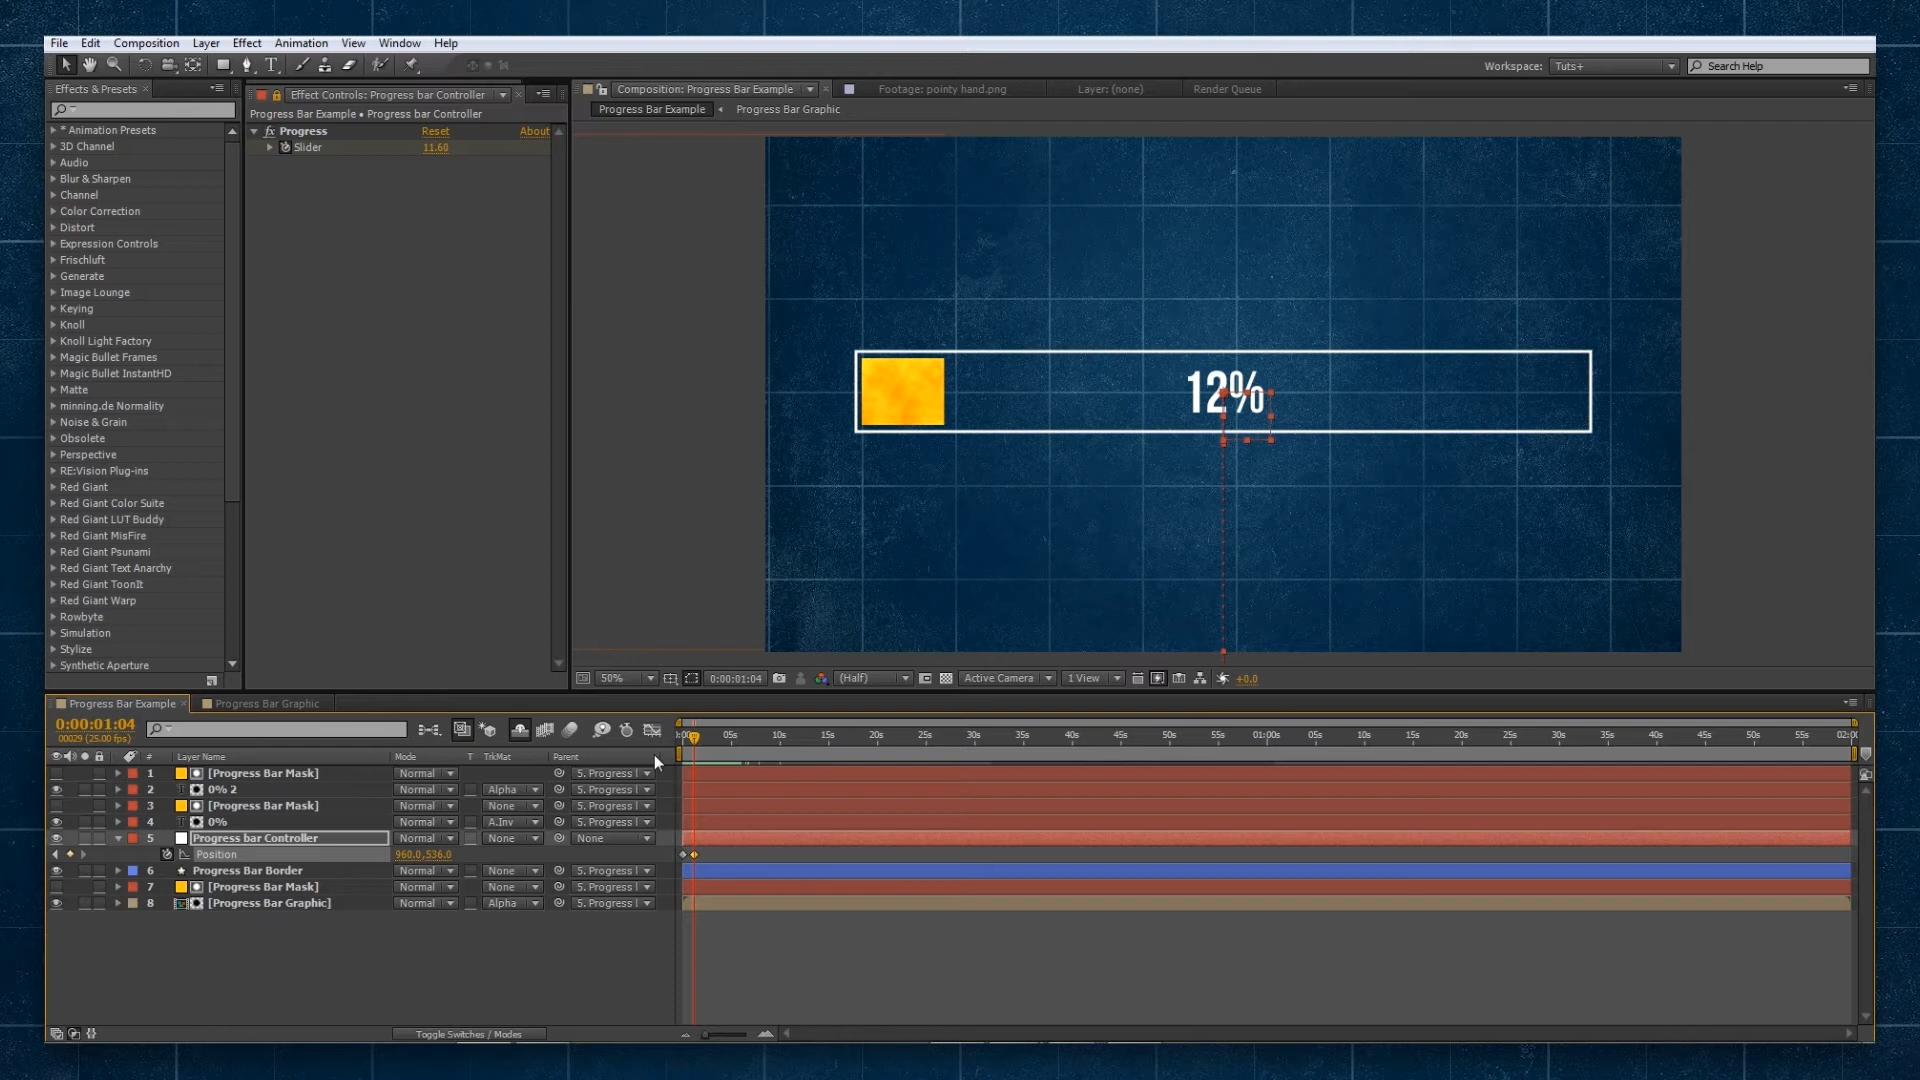 File Edit Composition Layer Effect Animation View Window Help
Workspace: Tuts+ Search Help
Effects & Presets
Effect Controls: Progress bar Controller
Composition: Progress Bar Example
Footage: pointy hand.png
Layer: (none)
Render Queue
Progress Bar Example
Progress Bar Graphic
Progress Bar Example • Progress bar Controller
fx Progress Reset About
Slider 11.60
* Animation Presets
3D Channel
Audio
Blur & Sharpen
Channel
Color Correction
Distort
Expression Controls
Frischluft
Generate
Image Lounge
Keying
Knoll
Knoll Light Factory
Magic Bullet Frames
Magic Bullet InstantHD
Matte
minning.de Normality
Noise & Grain
Obsolete
Perspective
RE:Vision Plug-ins
Red Giant
Red Giant Color Suite
Red Giant LUT Buddy
Red Giant MisFire
Red Giant Psunami
Red Giant Text Anarchy
Red Giant ToonIt
Red Giant Warp
Rowbyte
Simulation
Stylize
Synthetic Aperture
12%
50% 0:00:01:04 (Half) Active Camera 1 View +0.0
Progress Bar Example Progress Bar Graphic
0:00:01:04
00029 (25.00 fps)
05s 10s 15s 20s 25s 30s 35s 40s 45s 50s 55s 01:00s 05s 10s 15s 20s 25s 30s 35s 40s 45s 50s 55s 02:00
# Layer Name Mode T TrkMat Parent
1 [Progress Bar Mask] Normal 5. Progress
2 T 0% 2 Normal Alpha 5. Progress
3 [Progress Bar Mask] Normal None 5. Progress
4 T 0% Normal A.Inv 5. Progress
5 Progress bar Controller Normal None None
Position 960.0,536.0
6 Progress Bar Border Normal None 5. Progress
7 [Progress Bar Mask] Normal None 5. Progress
8 [Progress Bar Graphic] Normal Alpha 5. Progress
Toggle Switches / Modes